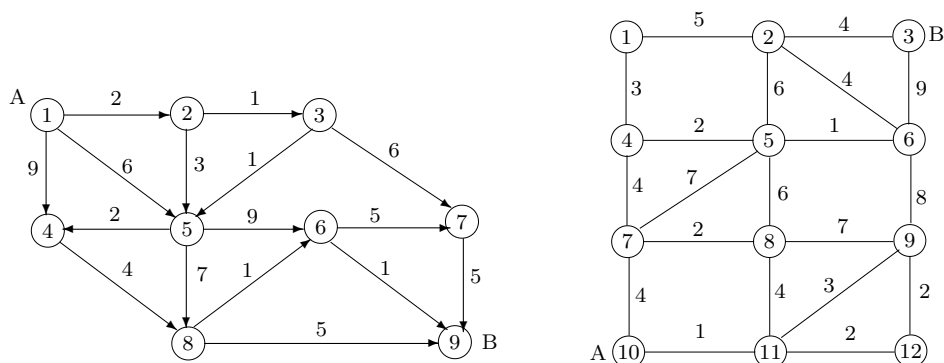 5 4
1 2 3 B
3 6 4 9
A 2 1
1 2 3
2 1
4 5 6
9 6 3 1 6
4 7 6 8
2 9 5
4 5 6 7
2 7
7 8 9
4 7 1 1 5
4 4 3 2
5
8 9 B
1 2
A 10 11 12